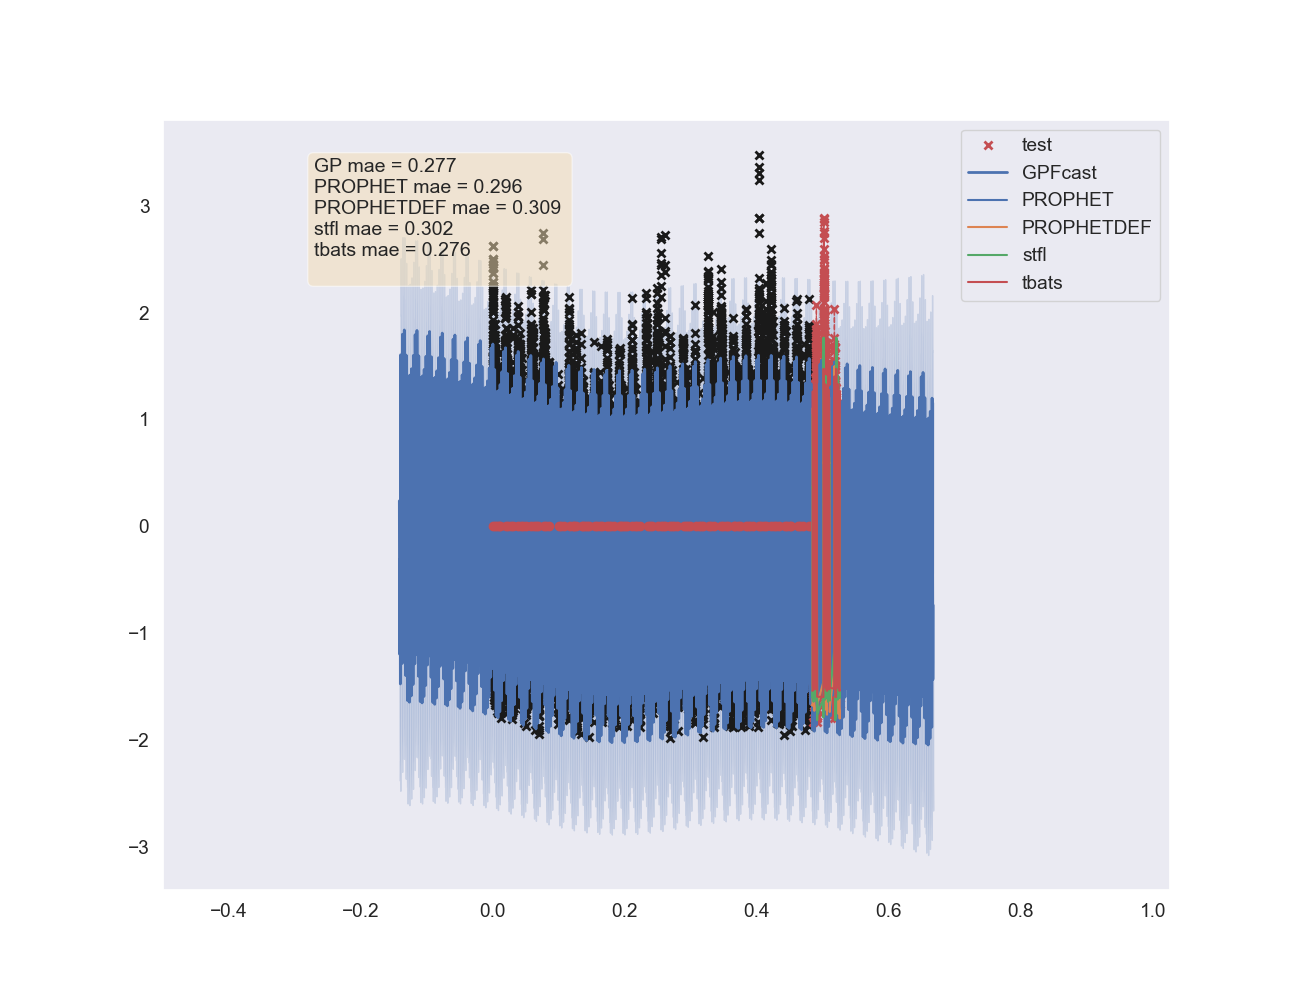 GP mae = 0.277
PROPHET mae = 0.296
PROPHETDEF mae = 0.309
stfl mae = 0.302
tbats mae = 0.276
test
GPFcast
PROPHET
PROPHETDEF
stfl
tbats
3
2
1
0
−1
−2
−3
−0.4
−0.2
0.0
0.2
0.4
0.6
0.8
1.0